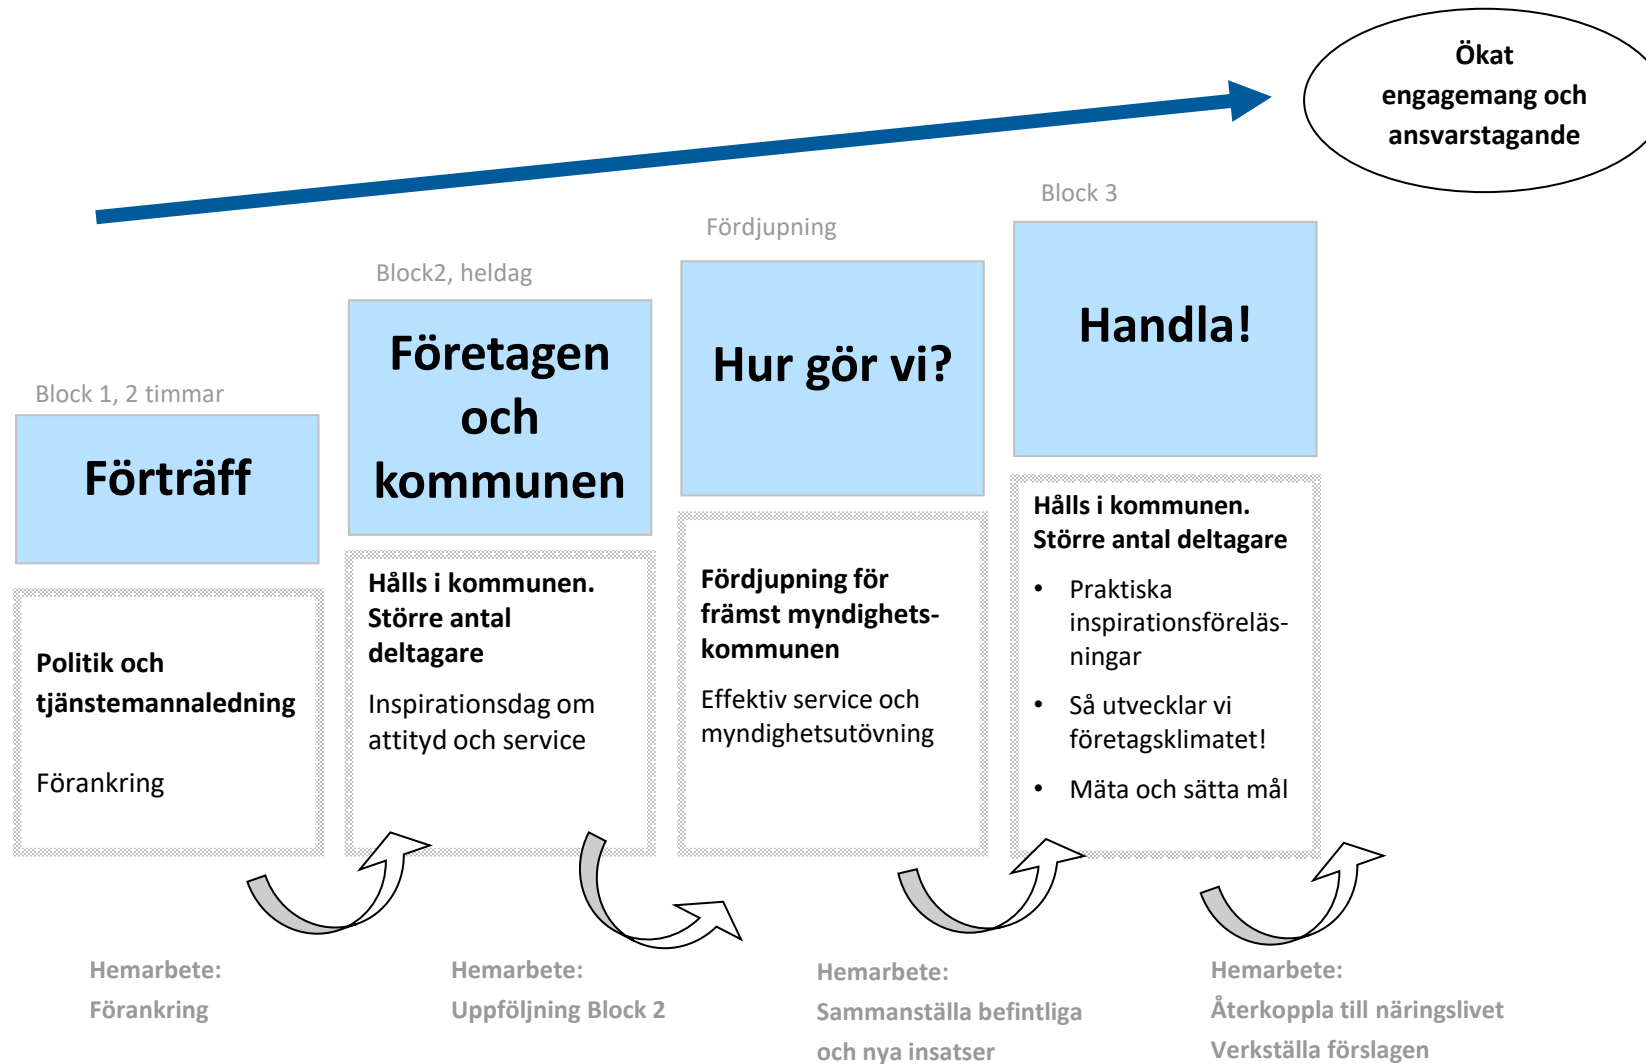 Ökat
engagemang och
ansvarstagande
Block 1, 2 timmar
Förträff
Politik och
tjänstemannaledning
Förankring
Block2, heldag
Företagen
och
kommunen
Hålls i kommunen.
Större antal
deltagare
Inspirationsdag om
attityd och service
Fördjupning
Hur gör vi?
Fördjupning för
främst myndighets-
kommunen
Effektiv service och
myndighetsutövning
Block 3
Handla!
Hålls i kommunen.
Större antal deltagare
• Praktiska
inspirationsföreläs-
ningar
• Så utvecklar vi
företagsklimatet!
• Mäta och sätta mål
Hemarbete:
Förankring
Hemarbete:
Uppföljning Block 2
Hemarbete:
Sammanställa befintliga
och nya insatser
Hemarbete:
Återkoppla till näringslivet
Verkställa förslagen